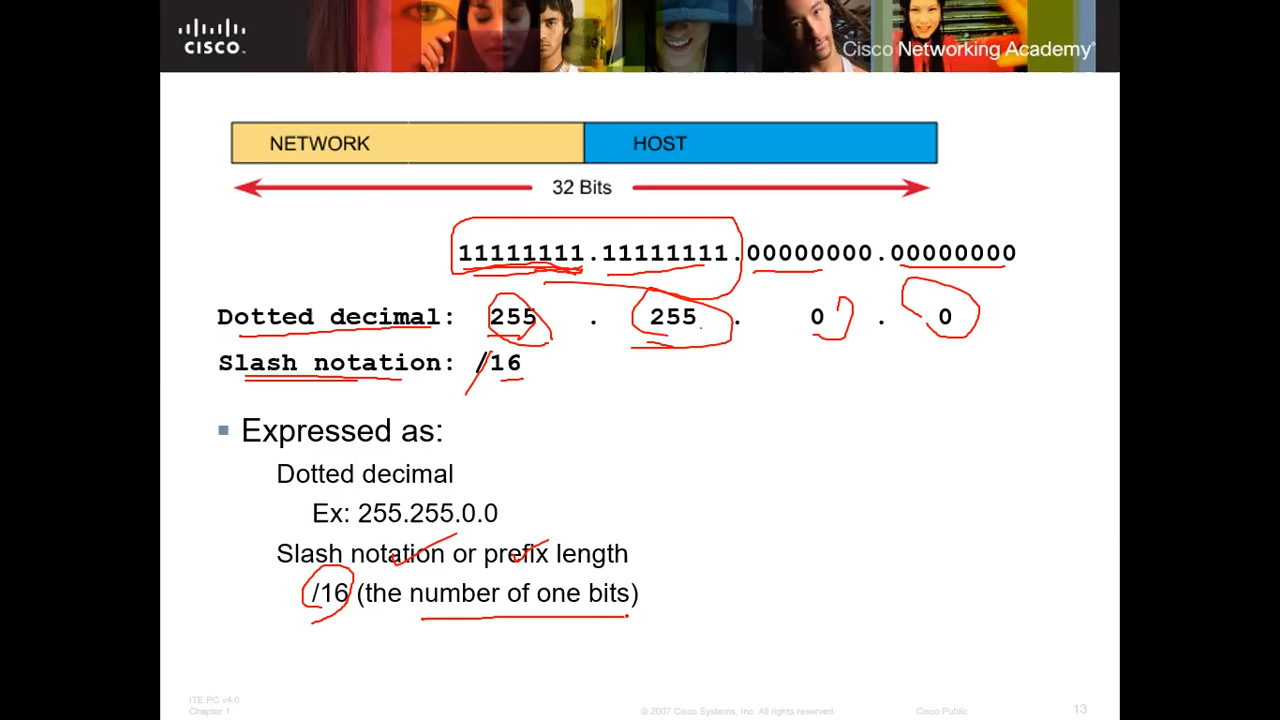 CISCO
Cisco Networking Academy®
NETWORK HOST
32 Bits
11111111.11111111.00000000.00000000
Dotted decimal: 255 . 255 . 0 . 0
Slash notation: /16
Expressed as:
Dotted decimal
Ex: 255.255.0.0
Slash notation or prefix length
/16 (the number of one bits)
ITE PC v4.0
Chapter 1
© 2007 Cisco Systems, Inc. All rights reserved
Cisco Public
13